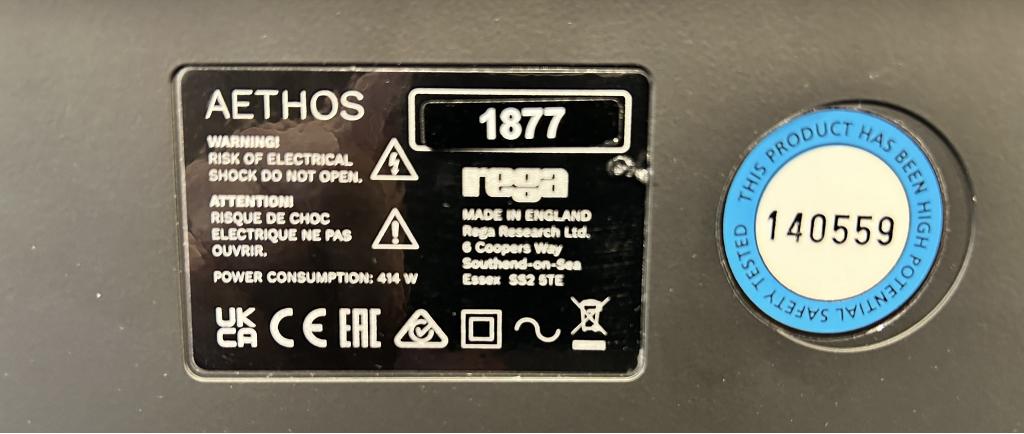 AETHOS
1877
WARNING!
RISK OF ELECTRICAL
SHOCK DO NOT OPEN.
ATTENTION!
RISQUE DE CHOC
ELECTRIQUE NE PAS
OUVRIR.
POWER CONSUMPTION: 414 W
rega
MADE IN ENGLAND
Rega Research Ltd.
6 Coopers Way
Southend-on-Sea
Essex SS2 5TE
UK
CA CE EAC
THIS PRODUCT HAS BEEN HIGH POTENTIAL SAFETY TESTED
140559